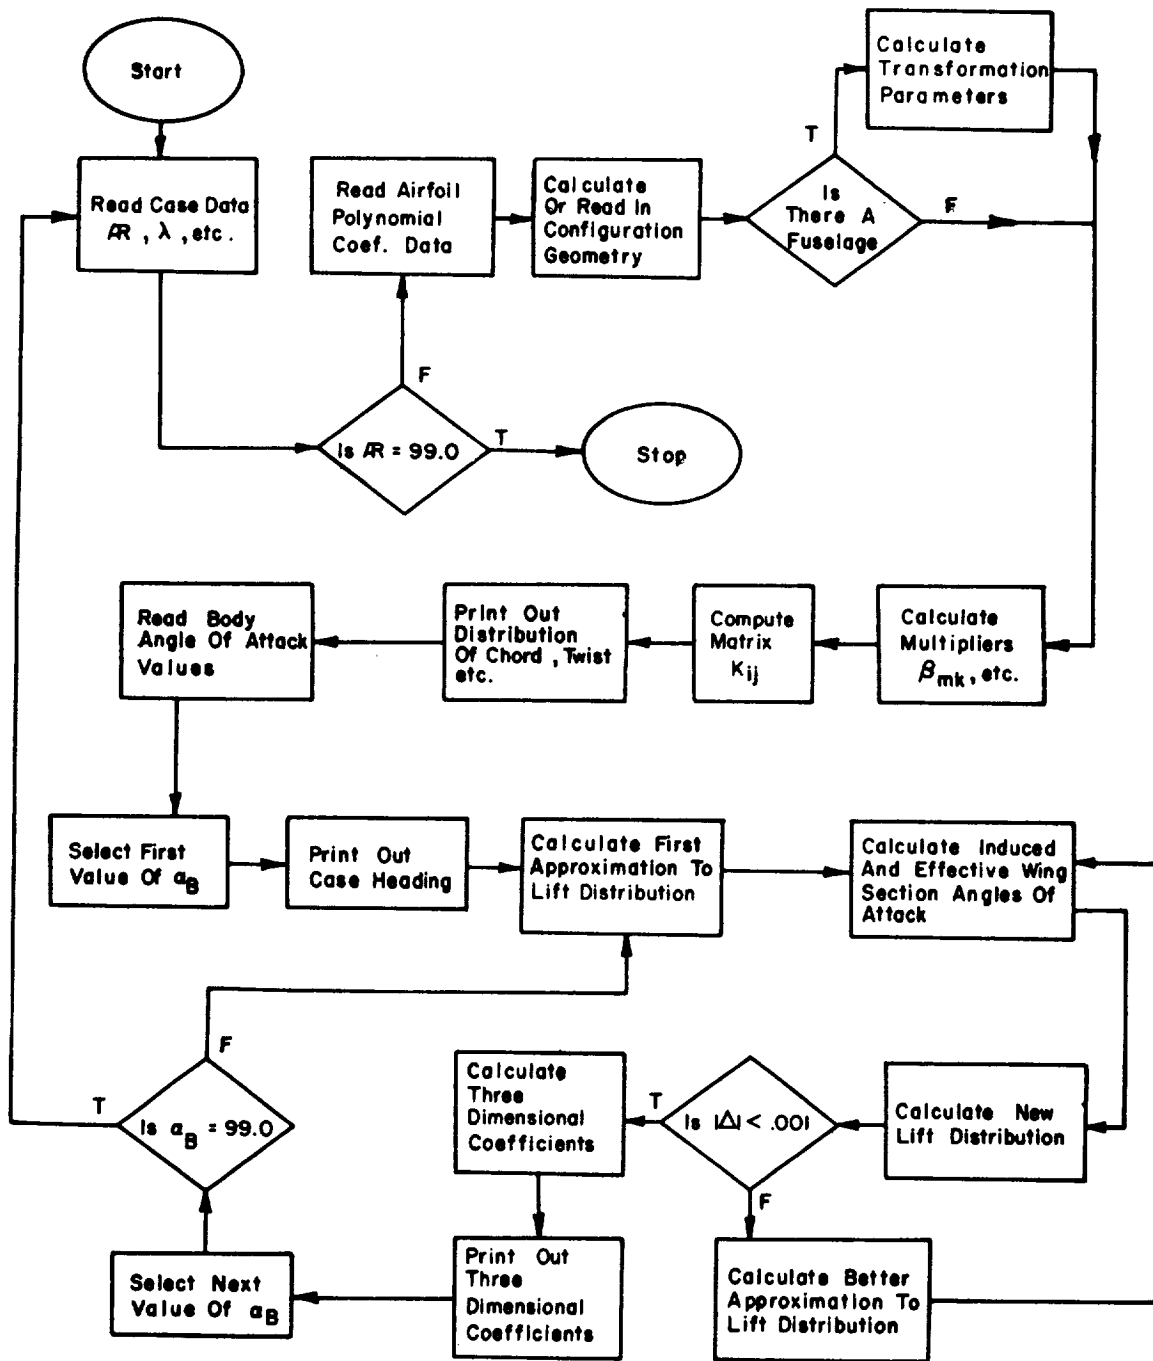 Start
Read Case Data
AR, λ, etc.
Is AR = 99.0
T
Stop
F
Read Airfoil
Polynomial
Coef. Data
Calculate
Or Read In
Configuration
Geometry
Is
There A
Fuselage
T
Calculate
Transformation
Parameters
F
Calculate
Multipliers
βmk, etc.
Compute
Matrix
Kij
Print Out
Distribution
Of Chord, Twist
etc.
Read Body
Angle Of Attack
Values
Select First
Value Of αB
Print Out
Case Heading
Calculate First
Approximation To
Lift Distribution
Calculate Induced
And Effective Wing
Section Angles Of
Attack
Calculate New
Lift Distribution
Is |Δ| < .001
T
F
Calculate Better
Approximation To
Lift Distribution
Calculate
Three
Dimensional
Coefficients
Print Out
Three
Dimensional
Coefficients
Select Next
Value Of αB
Is αB = 99.0
T
F